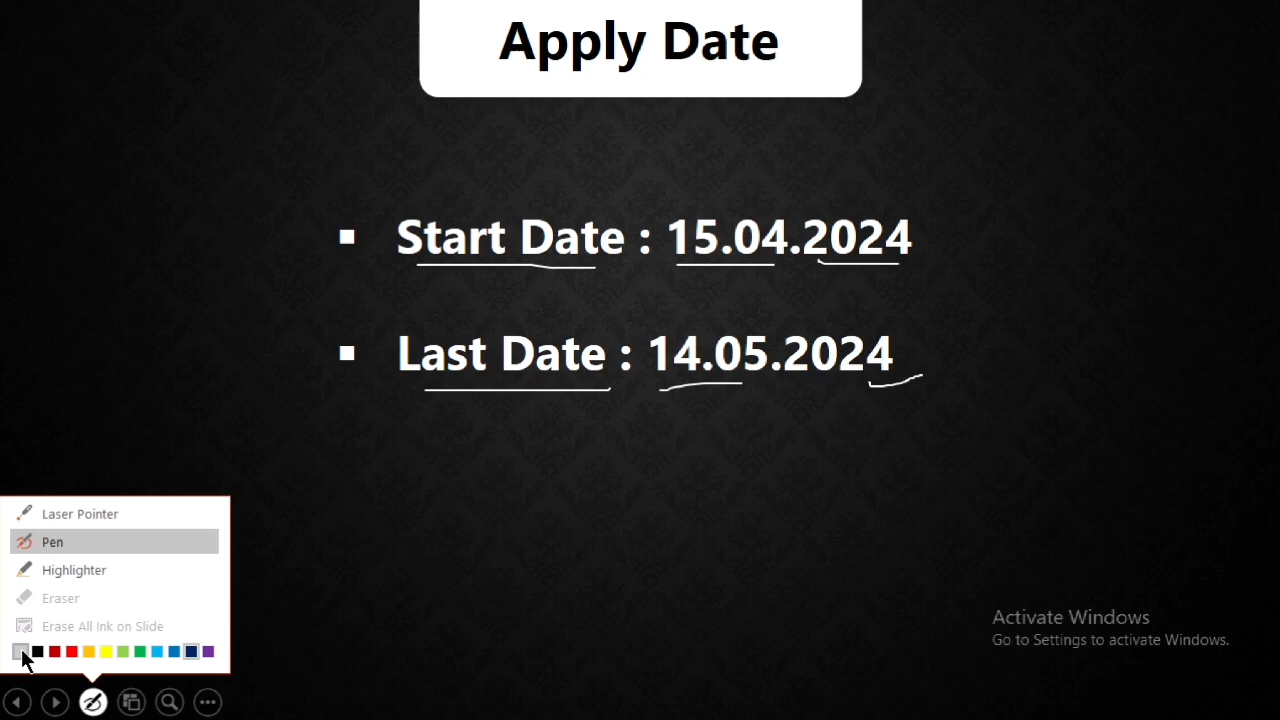 Apply Date
Start Date : 15.04.2024
Last Date : 14.05.2024
Laser Pointer
Pen
Highlighter
Eraser
Erase All Ink on Slide
Activate Windows
Go to Settings to activate Windows.